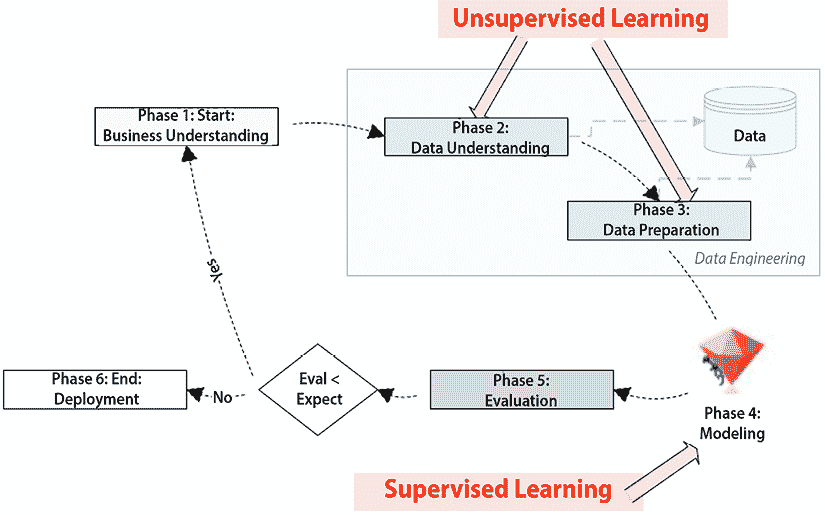 Unsupervised Learning
Phase 1: Start:
Business Understanding
Phase 2:
Data Understanding
Data
Phase 3:
Data Preparation
Data Engineering
Yes
Phase 6: End:
Deployment
No
Eval <
Expect
Phase 5:
Evaluation
Phase 4:
Modeling
Supervised Learning